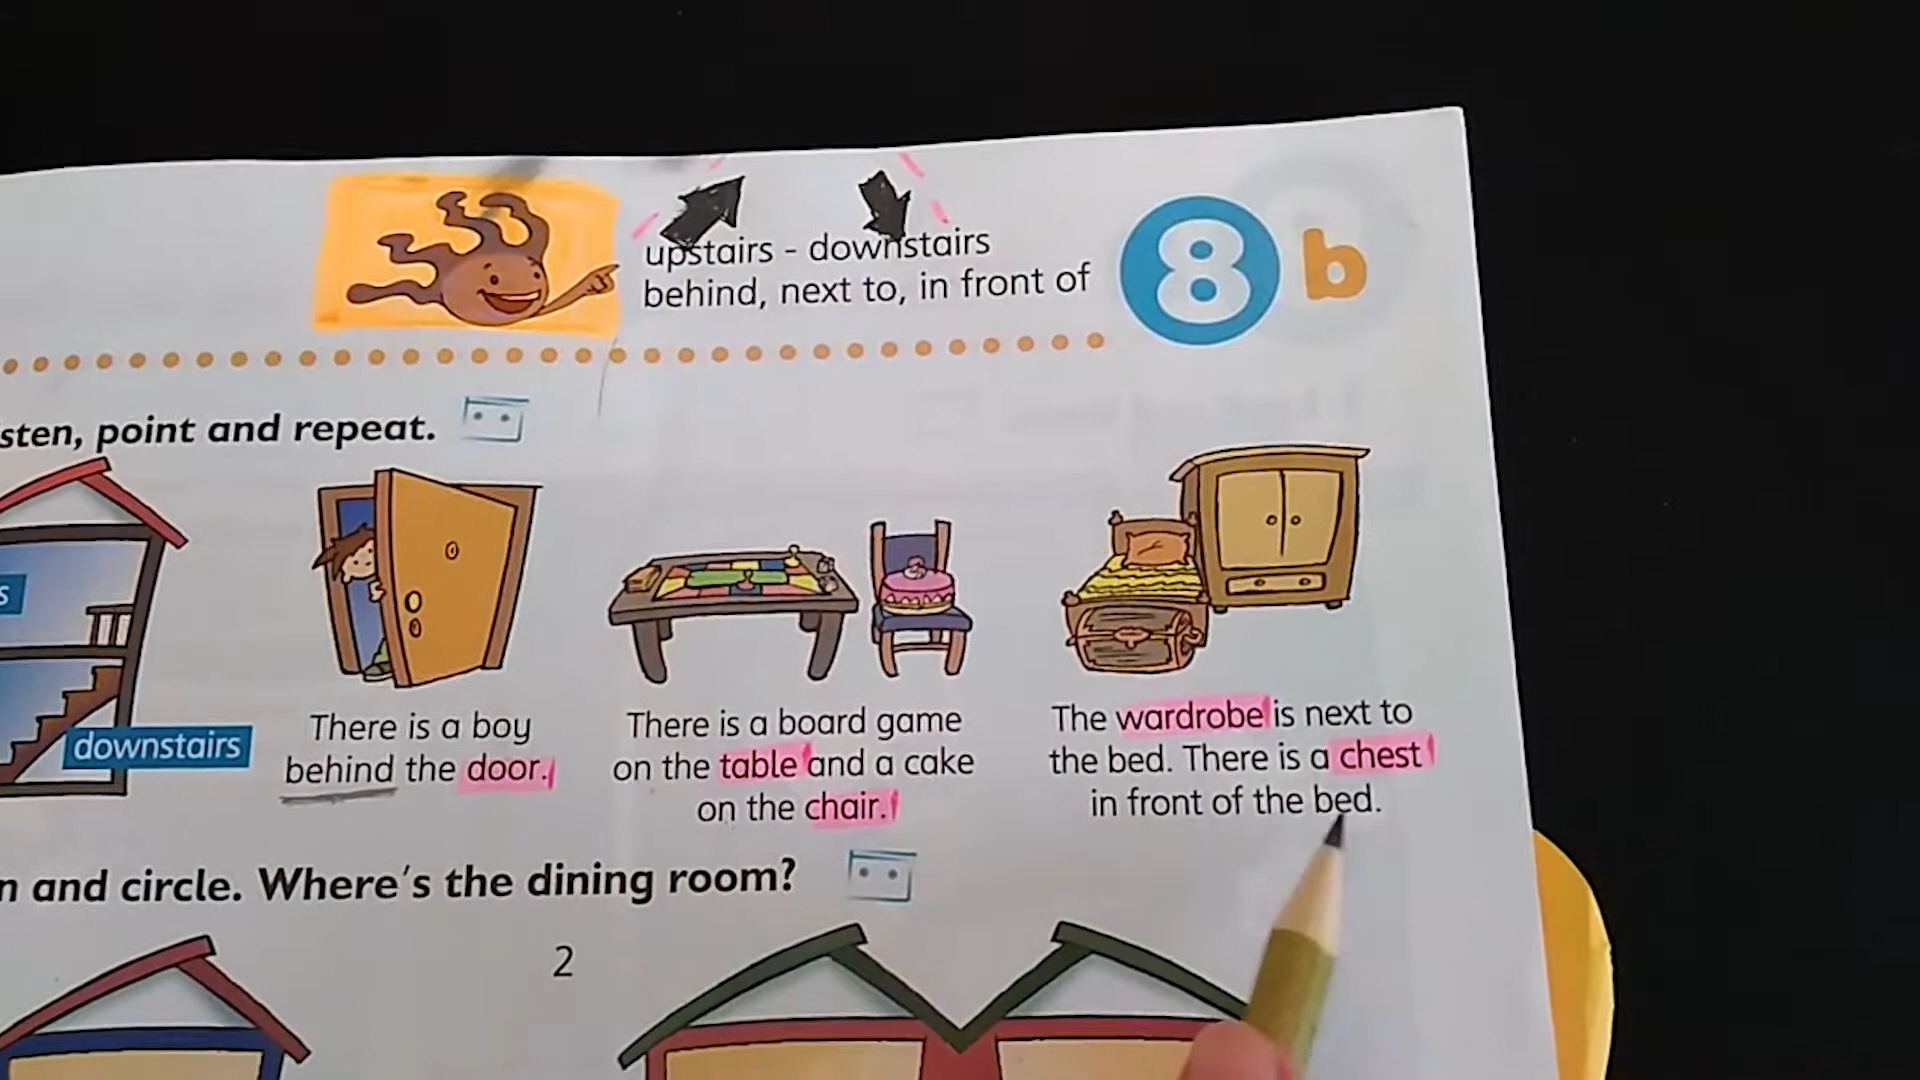 upstairs - downstairs
behind, next to, in front of
8 b
point and repeat.
downstairs
There is a boy
behind the door.
There is a board game
on the table and a cake
on the chair.
The wardrobe is next to
the bed. There is a chest
in front of the bed.
and circle. Where's the dining room?
2